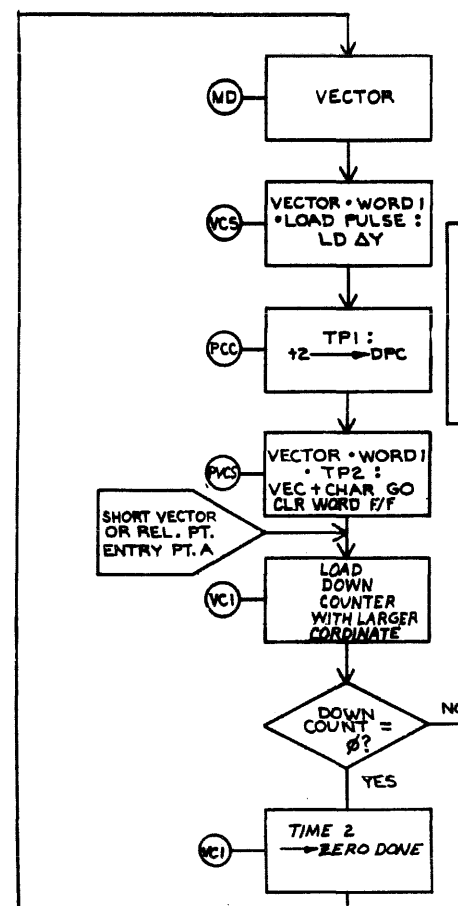 MD
VECTOR
VCS
VECTOR • WORD 1
• LOAD PULSE :
LD ΔY
PCC
TP1 :
+2 → DPC
PVCS
VECTOR • WORD 1
• TP2 :
VEC + CHAR GO
CLR WORD F/F
SHORT VECTOR
OR REL. PT.
ENTRY PT. A
VC1
LOAD
DOWN
COUNTER
WITH LARGER
CORDINATE
DOWN
COUNT =
Ø?
NO
YES
VC1
TIME 2
→ ZERO DONE